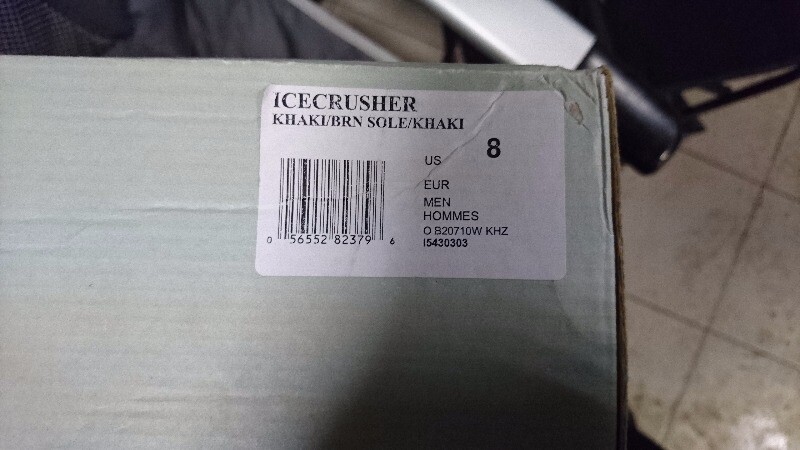 ICECRUSHER
KHAKI/BRN SOLE/KHAKI
US 8
EUR
MEN
HOMMES
O B20710W KHZ
I5430303
0 56552 82379 6